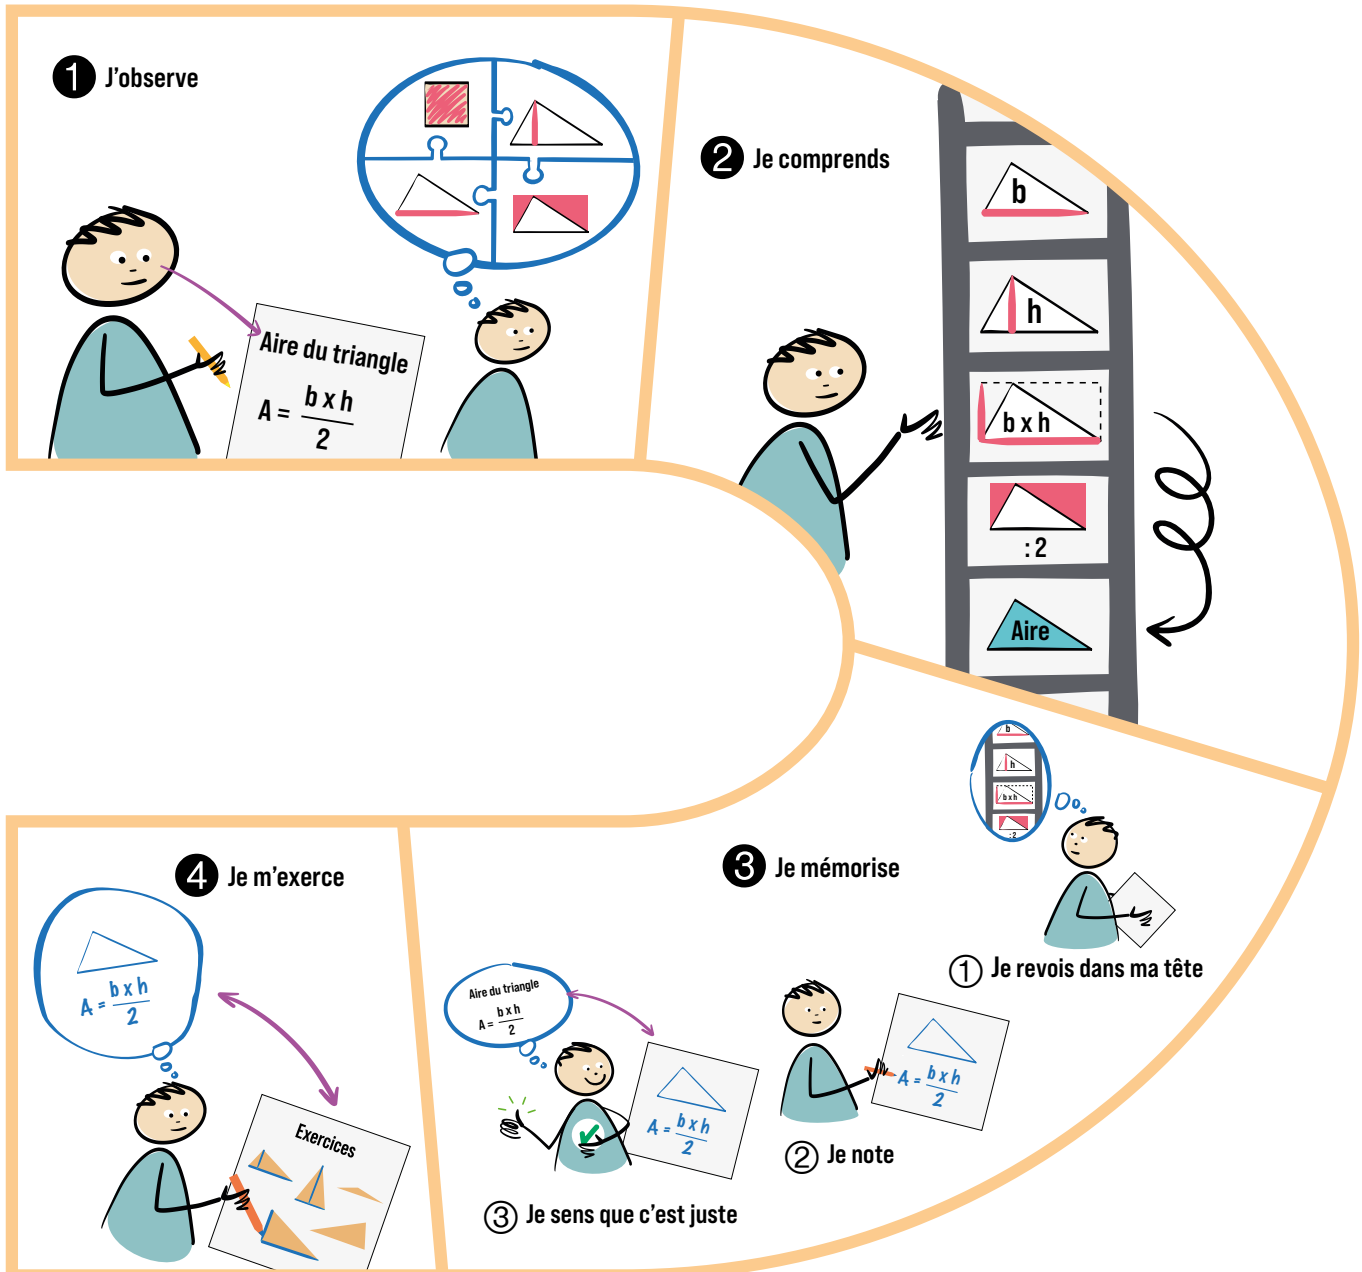 1 J'observe
Aire du triangle
A = b x h
2
2 Je comprends
b
h
b x h
: 2
Aire
3 Je mémorise
b
h
b x h
: 2
1 Je revois dans ma tête
A = b x h
2
2 Je note
Aire du triangle
A = b x h
2
A = b x h
2
3 Je sens que c'est juste
4 Je m'exerce
A = b x h
2
Exercices